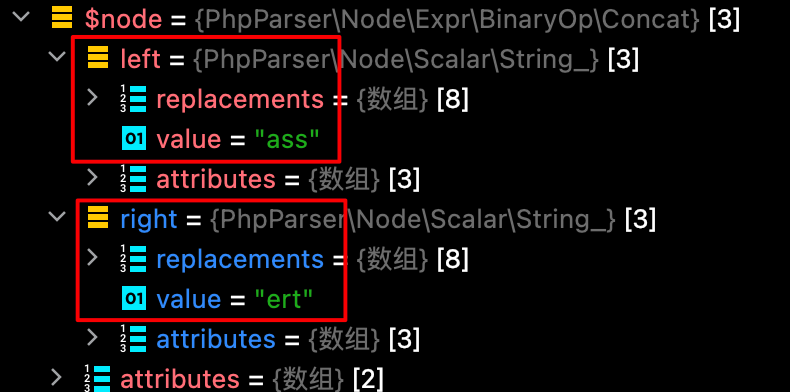 $node = {PhpParser\Node\Expr\BinaryOp\Concat} [3]
left = {PhpParser\Node\Scalar\String_} [3]
replacements = {数组} [8]
01 value = "ass"
attributes = {数组} [3]
right = {PhpParser\Node\Scalar\String_} [3]
replacements = {数组} [8]
01 value = "ert"
attributes = {数组} [3]
attributes = {数组} [2]